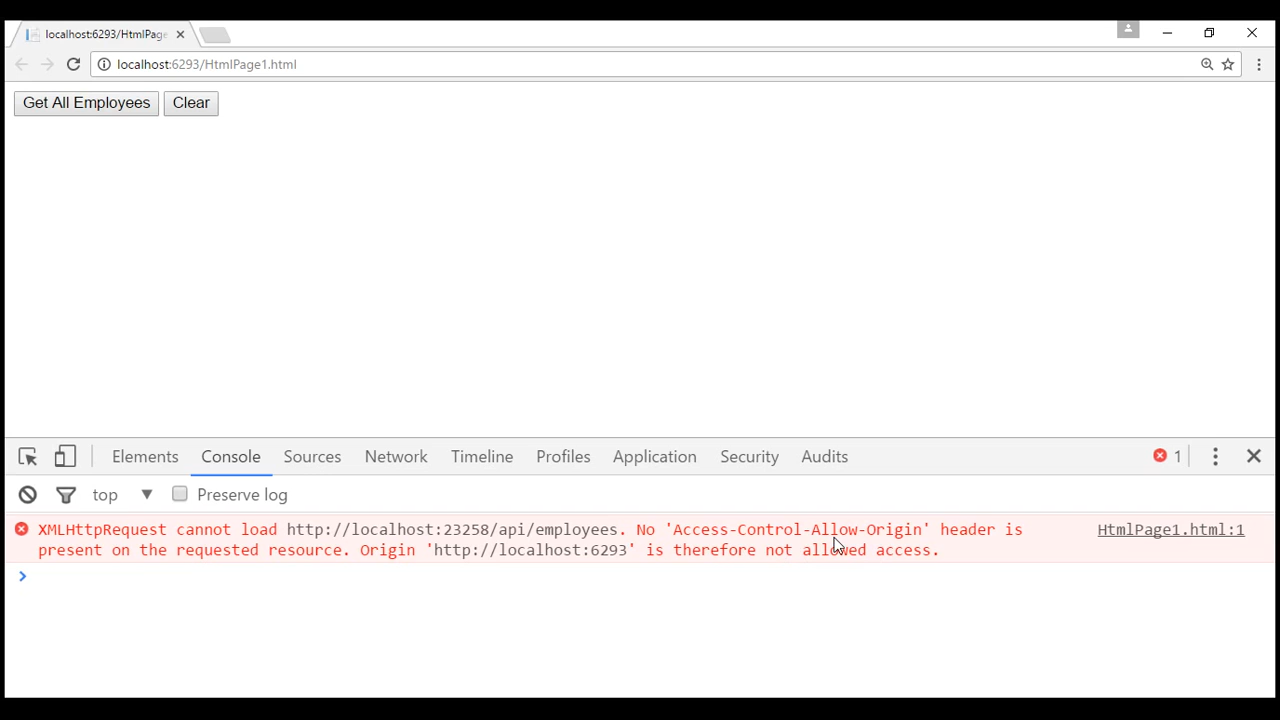 localhost:6293/HtmlPage
localhost:6293/HtmlPage1.html
Get All Employees Clear
Elements Console Sources Network Timeline Profiles Application Security Audits 1
top Preserve log
XMLHttpRequest cannot load http://localhost:23258/api/employees. No 'Access-Control-Allow-Origin' header is HtmlPage1.html:1
present on the requested resource. Origin 'http://localhost:6293' is therefore not allowed access.